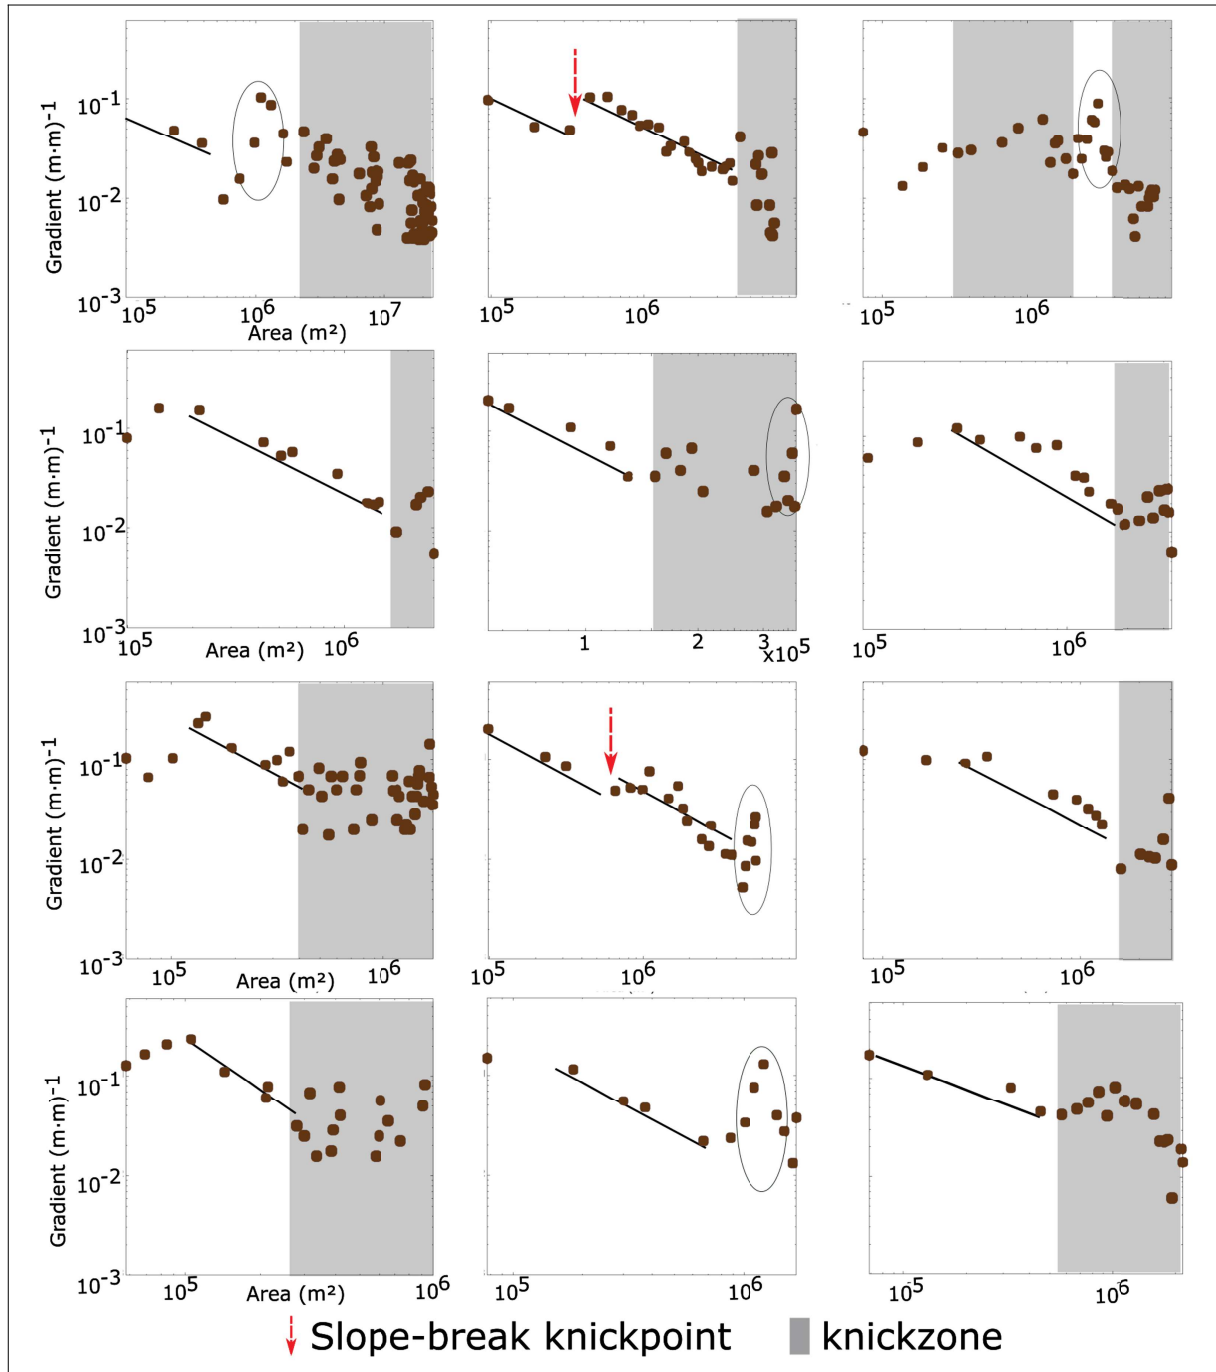 Gradient (m·m)⁻¹
10⁻¹
10⁻²
10⁻³
10⁵ 10⁶ 10⁷
Area (m²)
10⁵ 10⁶
10⁵ 10⁶
Gradient (m·m)⁻¹
10⁻¹
10⁻²
10⁻³
10⁵ 10⁶
Area (m²)
1 2 3
x10⁵
10⁵ 10⁶
Gradient (m·m)⁻¹
10⁻¹
10⁻²
10⁻³
10⁵ 10⁶
Area (m²)
10⁵ 10⁶
10⁵ 10⁶
Gradient (m·m)⁻¹
10⁻¹
10⁻²
10⁻³
10⁵ 10⁶
Area (m²)
10⁵ 10⁶
10⁵ 10⁶
Slope-break knickpoint knickzone